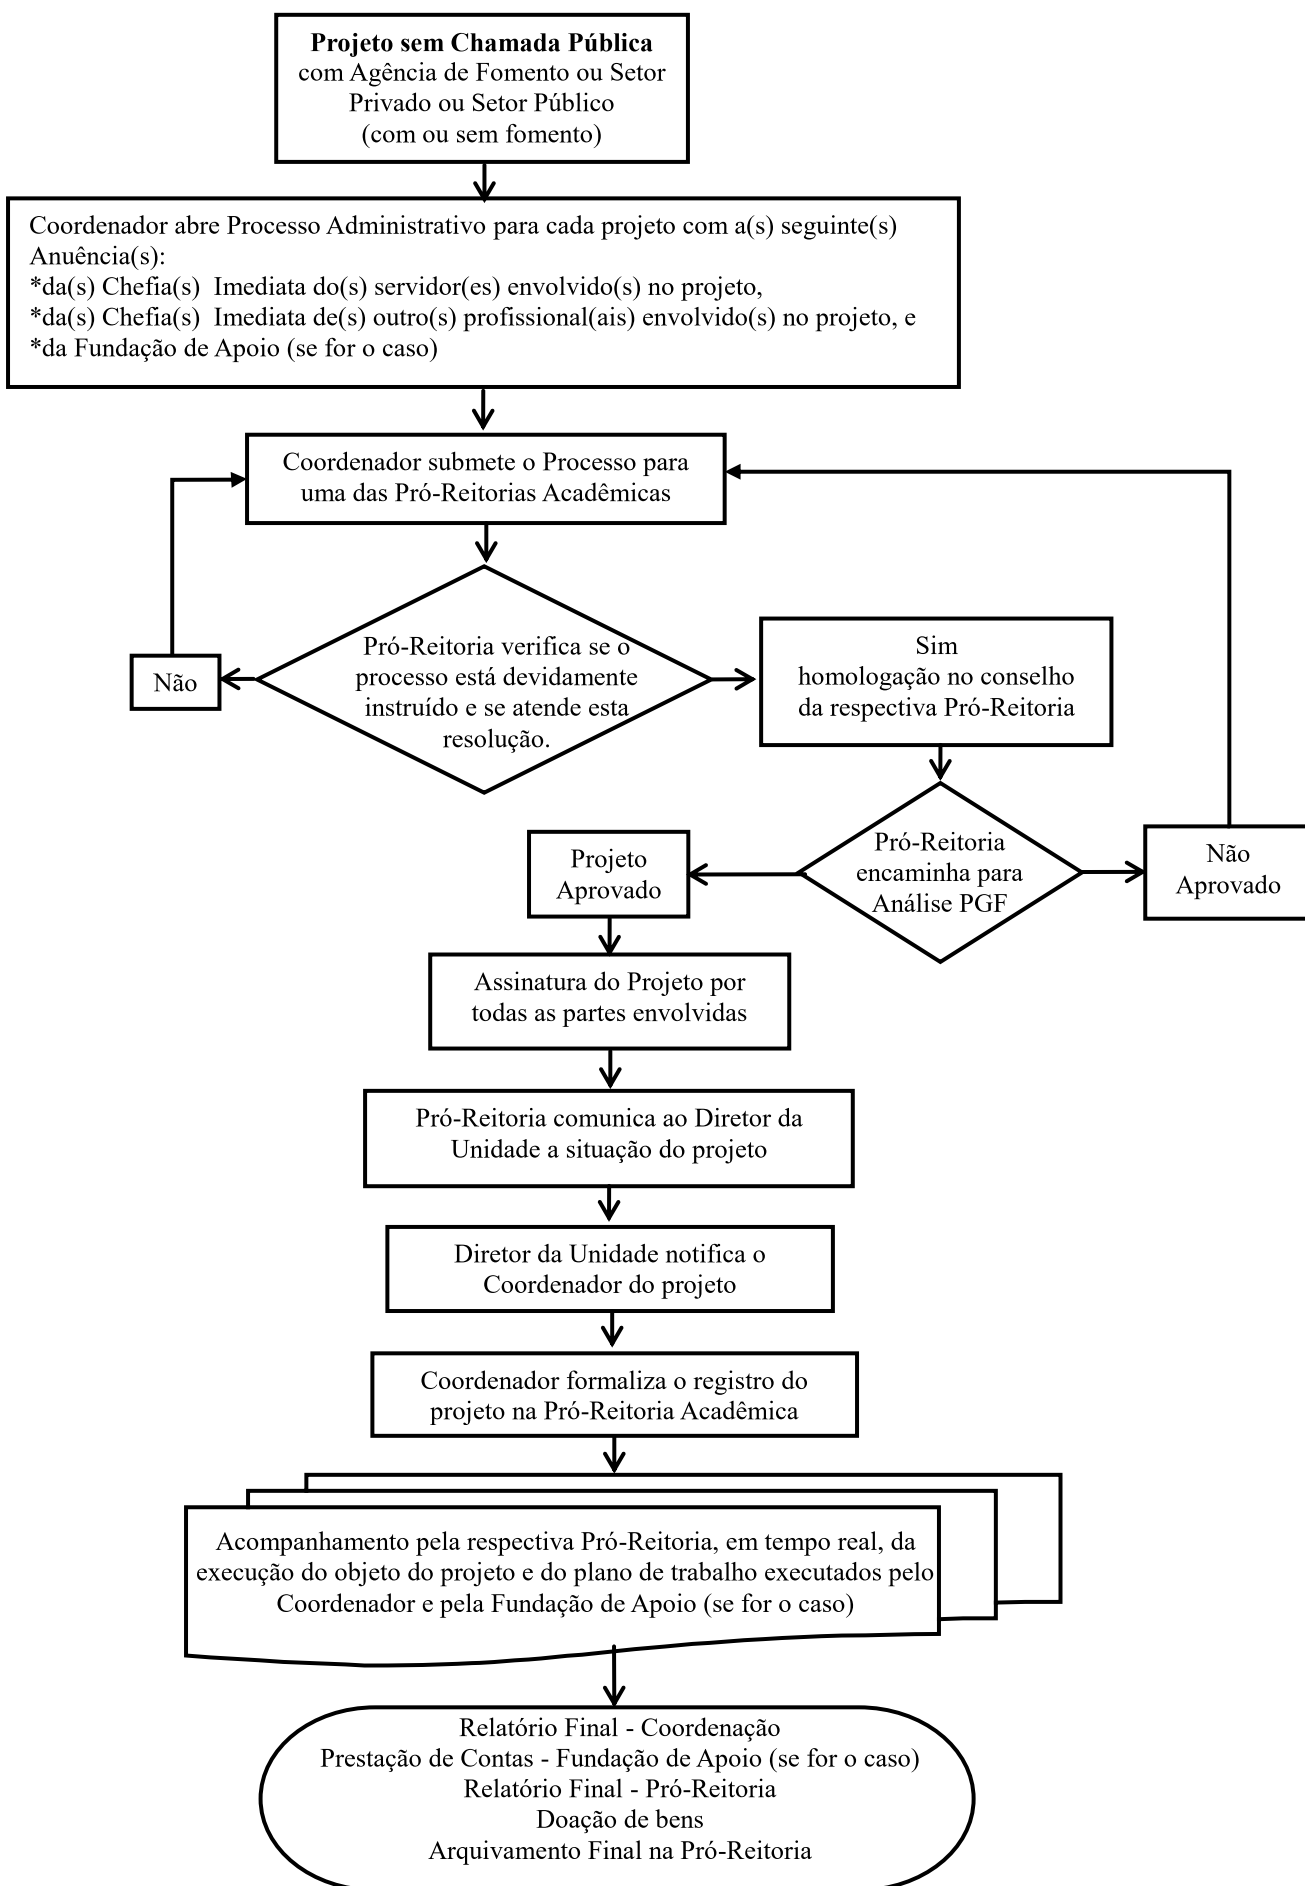 Projeto sem Chamada Pública
com Agência de Fomento ou Setor
Privado ou Setor Público
(com ou sem fomento)
Coordenador abre Processo Administrativo para cada projeto com a(s) seguinte(s)
Anuência(s):
*da(s) Chefia(s)  Imediata do(s) servidor(es) envolvido(s) no projeto,
*da(s) Chefia(s)  Imediata de(s) outro(s) profissional(ais) envolvido(s) no projeto, e
*da Fundação de Apoio (se for o caso)
Coordenador submete o Processo para
uma das Pró-Reitorias Acadêmicas
Pró-Reitoria verifica se o
processo está devidamente
instruído e se atende esta
resolução.
Não
Sim
homologação no conselho
da respectiva Pró-Reitoria
Pró-Reitoria
encaminha para
Análise PGF
Não
Aprovado
Projeto
Aprovado
Assinatura do Projeto por
todas as partes envolvidas
Pró-Reitoria comunica ao Diretor da
Unidade a situação do projeto
Diretor da Unidade notifica o
Coordenador do projeto
Coordenador formaliza o registro do
projeto na Pró-Reitoria Acadêmica
Acompanhamento pela respectiva Pró-Reitoria, em tempo real, da
execução do objeto do projeto e do plano de trabalho executados pelo
Coordenador e pela Fundação de Apoio (se for o caso)
Relatório Final - Coordenação
Prestação de Contas - Fundação de Apoio (se for o caso)
Relatório Final - Pró-Reitoria
Doação de bens
Arquivamento Final na Pró-Reitoria